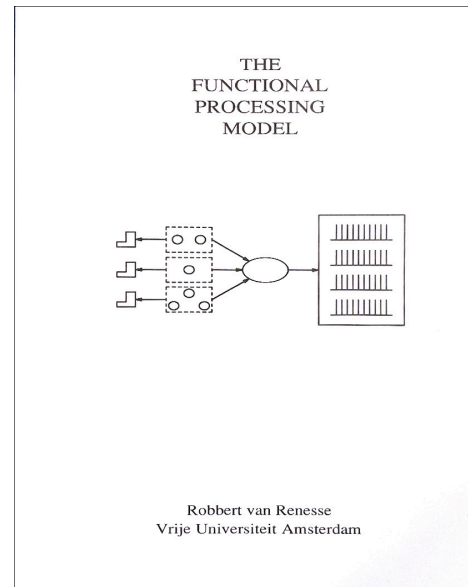 THE
FUNCTIONAL
PROCESSING
MODEL
Robbert van Renesse
Vrije Universiteit Amsterdam